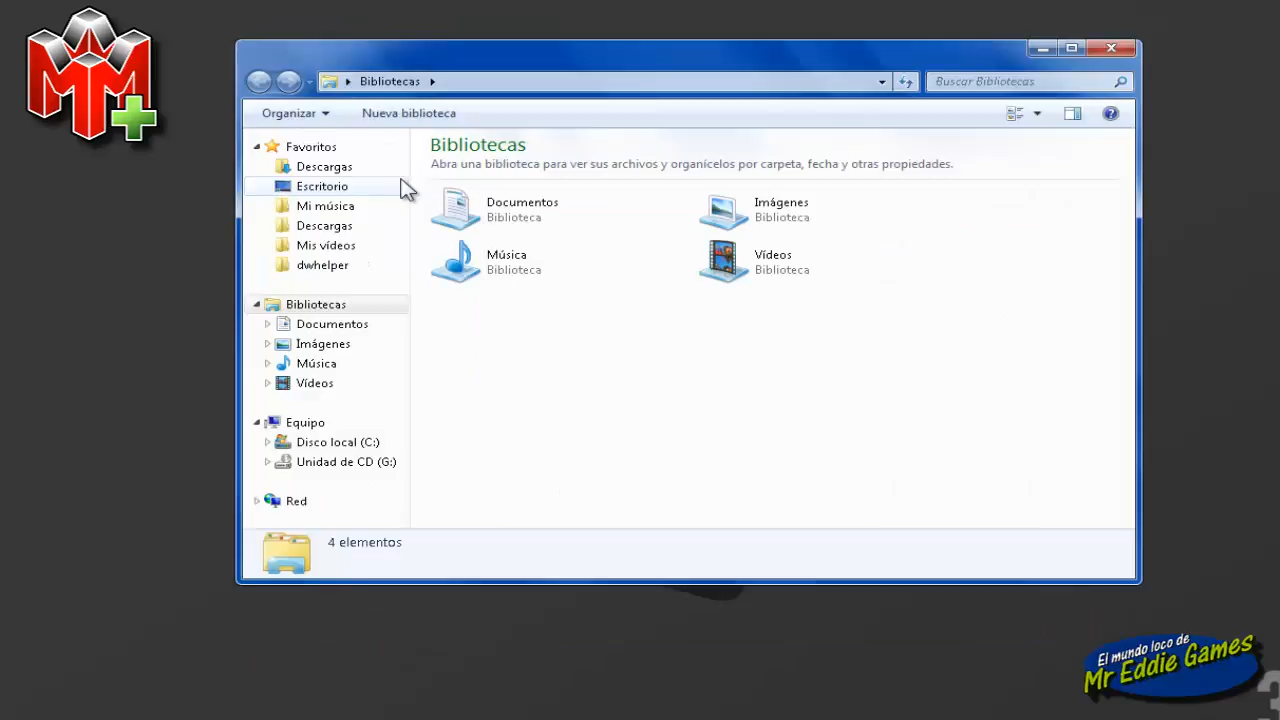 Bibliotecas
Buscar Bibliotecas
Organizar
Nueva biblioteca
Favoritos
Descargas
Escritorio
Mi música
Descargas
Mis vídeos
dwhelper
Bibliotecas
Documentos
Imágenes
Música
Vídeos
Equipo
Disco local (C:)
Unidad de CD (G:)
Red
Bibliotecas
Abra una biblioteca para ver sus archivos y organícelos por carpeta, fecha y otras propiedades.
Documentos
Biblioteca
Imágenes
Biblioteca
Música
Biblioteca
Vídeos
Biblioteca
4 elementos
El mundo loco de
Mr Eddie Games